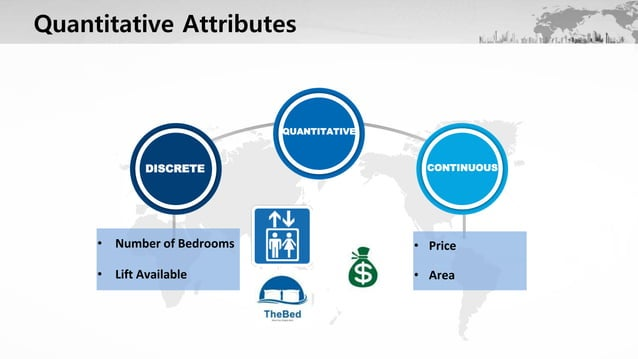 Quantitative Attributes
QUANTITATIVE
DISCRETE
CONTINUOUS
• Number of Bedrooms
• Lift Available
• Price
• Area
$
TheBed